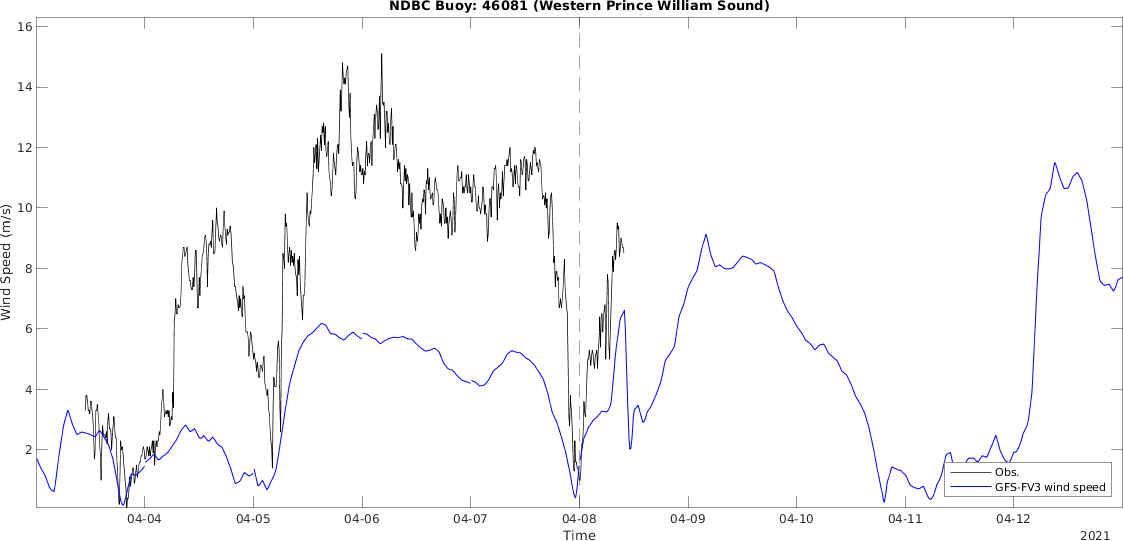 NDBC Buoy: 46081 (Western Prince William Sound)
16
14
12
10
8
6
4
2
Wind Speed (m/s)
Obs.
GFS-FV3 wind speed
04-04 04-05 04-06 04-07 04-08 04-09 04-10 04-11 04-12
Time
2021